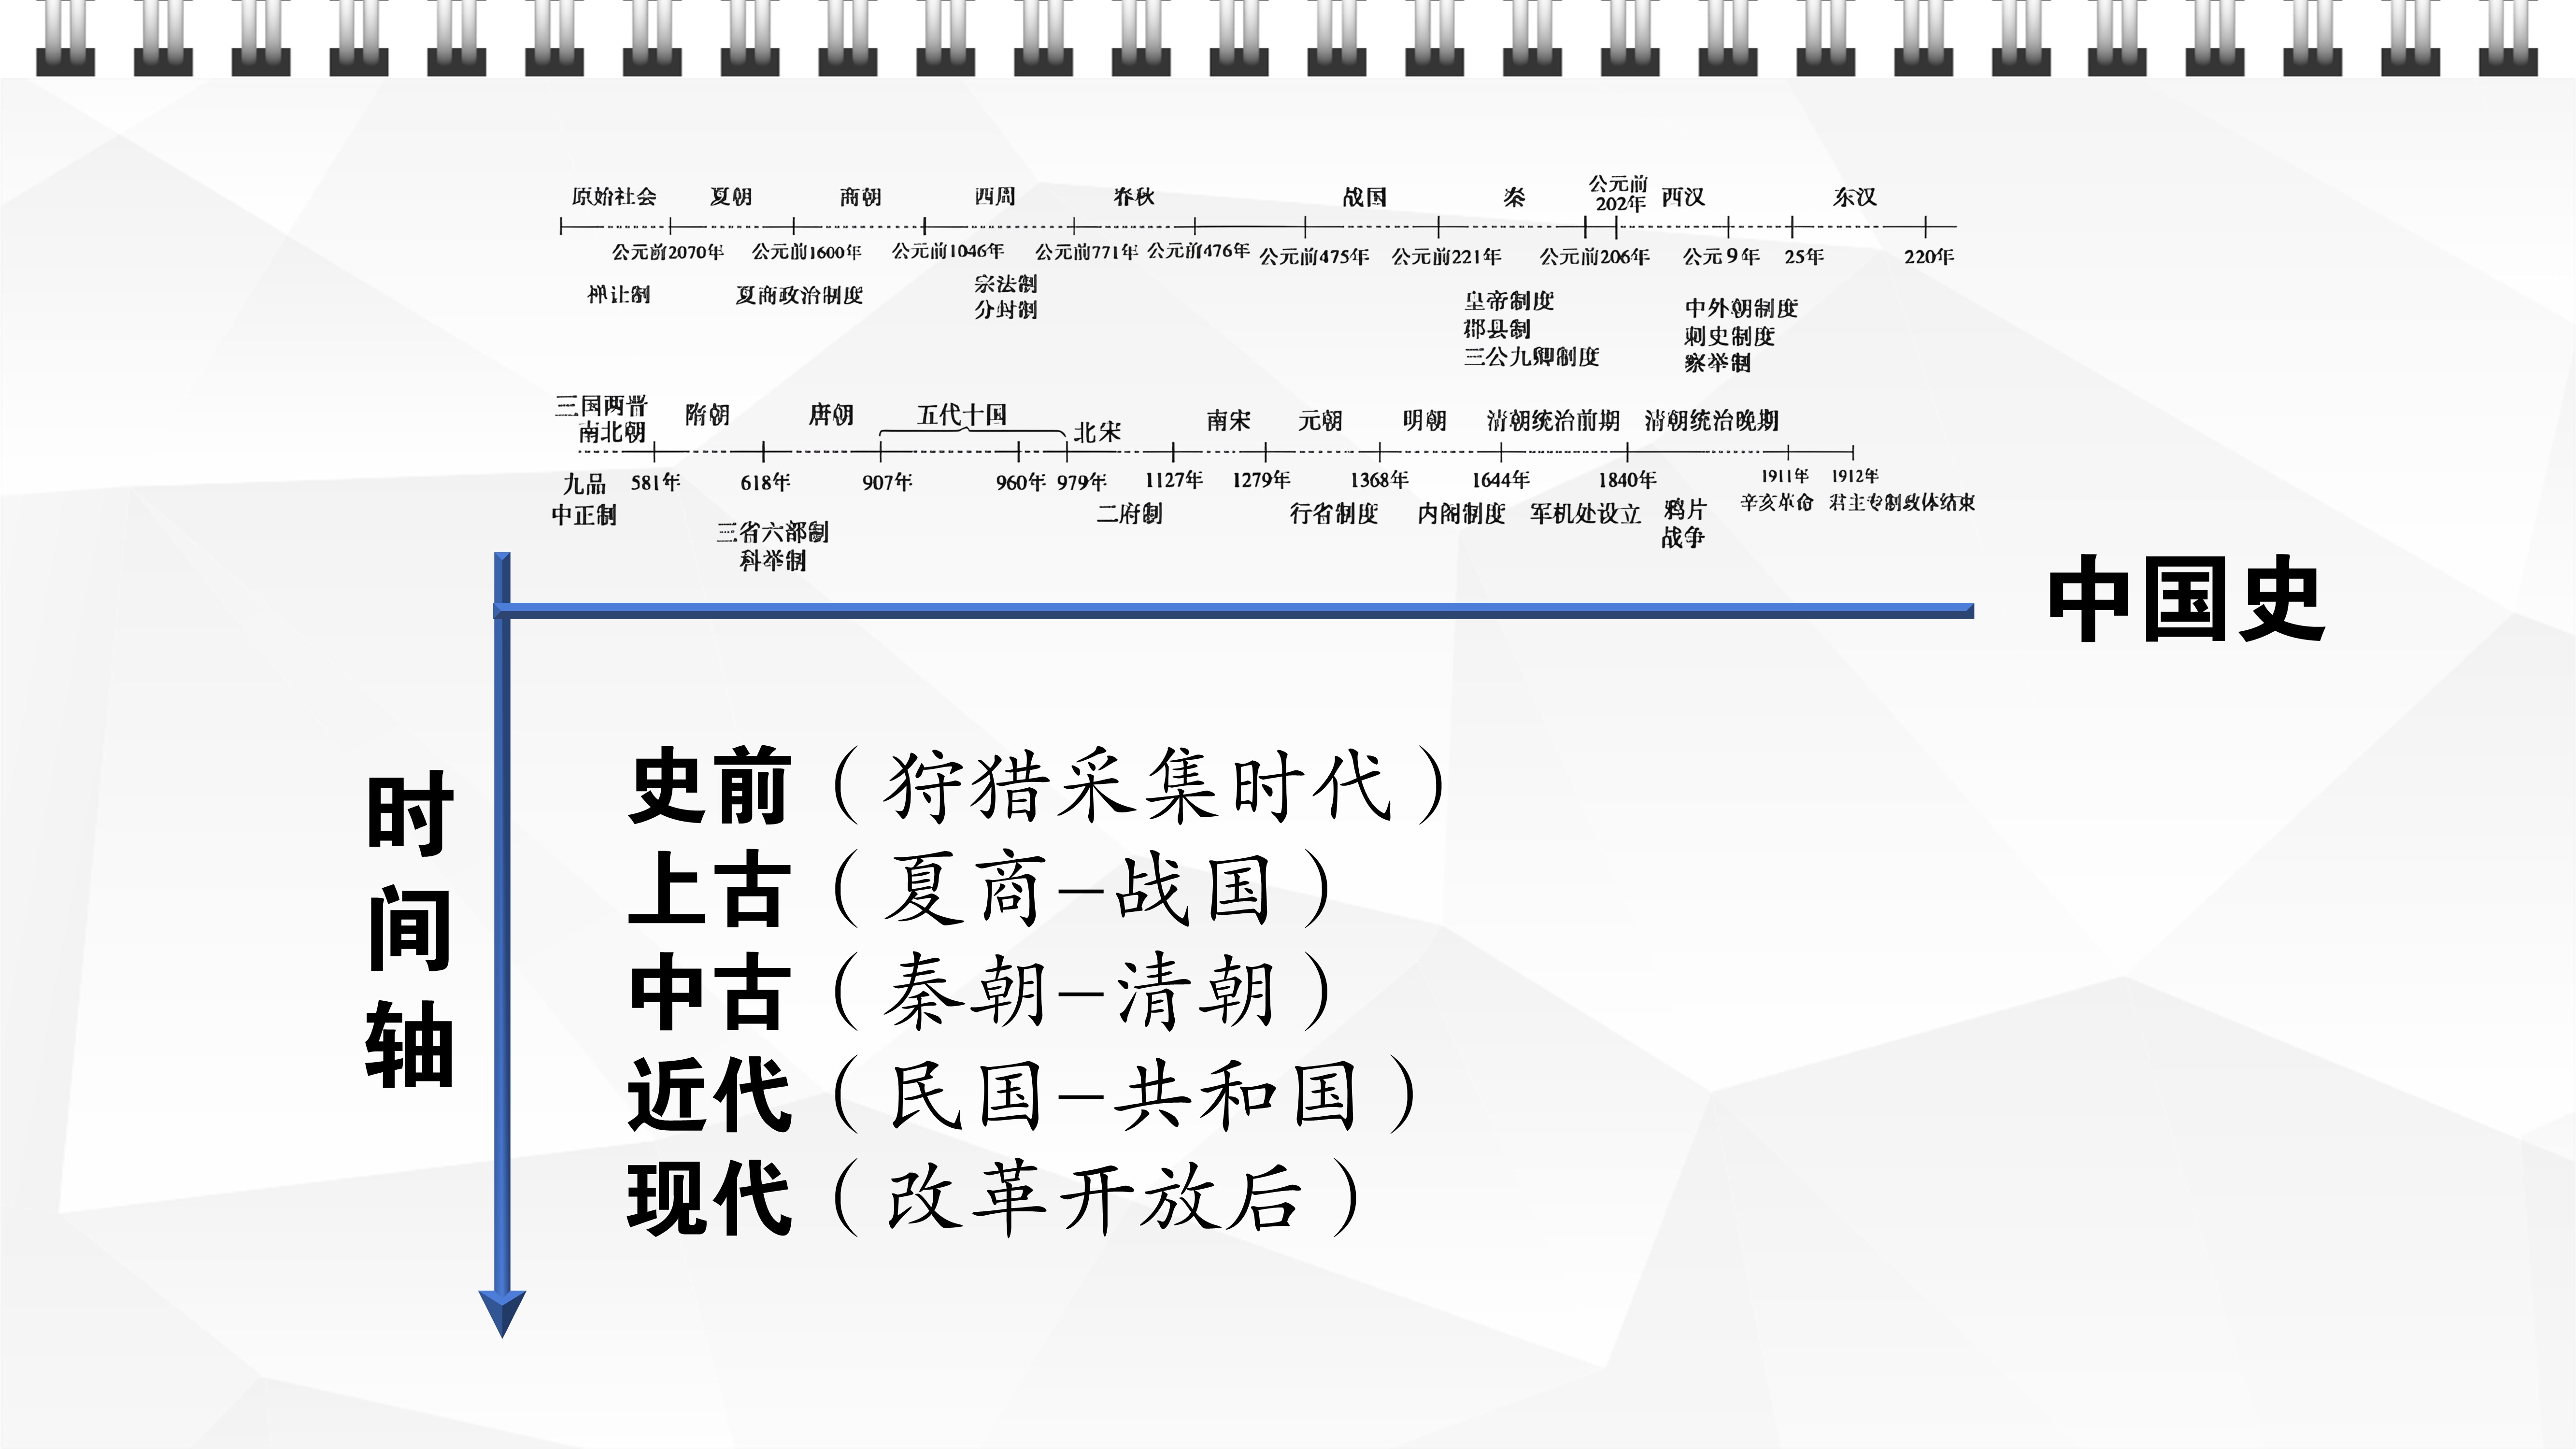 原始社会 夏朝 商朝 西周 春秋 战国 秦 公元前202年 西汉 东汉
公元前2070年 公元前1600年 公元前1046年 公元前771年 公元前476年 公元前475年 公元前221年 公元前206年 公元9年 25年 220年
禅让制 夏商政治制度 宗法制 皇帝制度 中外朝制度
分封制 郡县制 刺史制度
三公九卿制度 察举制
三国两晋 隋朝 唐朝 五代十国 北宋 南宋 元朝 明朝 清朝统治前期 清朝统治晚期
南北朝
九品 581年 618年 907年 960年 979年 1127年 1279年 1368年 1644年 1840年 1911年 1912年
中正制 二府制 行省制度 内阁制度 军机处设立 鸦片 辛亥革命 君主专制政体结束
三省六部制 战争
科举制
中国史
时
间
轴
史前（狩猎采集时代）
上古（夏商–战国）
中古（秦朝–清朝）
近代（民国–共和国）
现代（改革开放后）